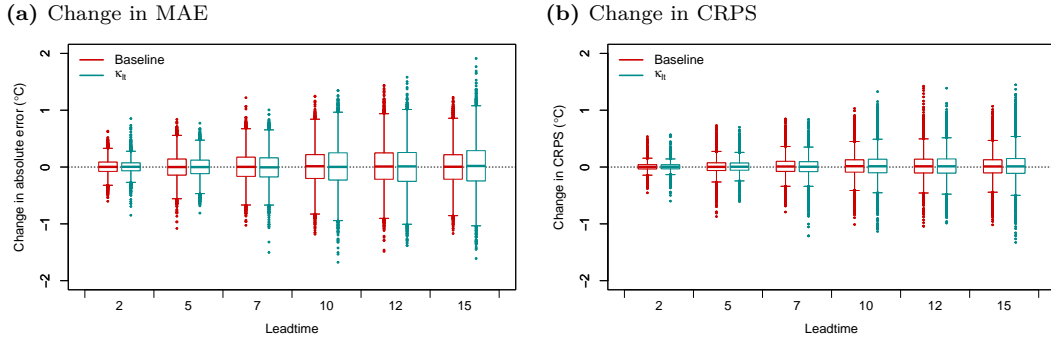 (a) Change in MAE
Change in absolute error (°C)
2
1
0
−1
−2
Baseline
κlt
2 5 7 10 12 15
Leadtime
(b) Change in CRPS
Change in CRPS (°C)
2
1
0
−1
−2
Baseline
κlt
2 5 7 10 12 15
Leadtime